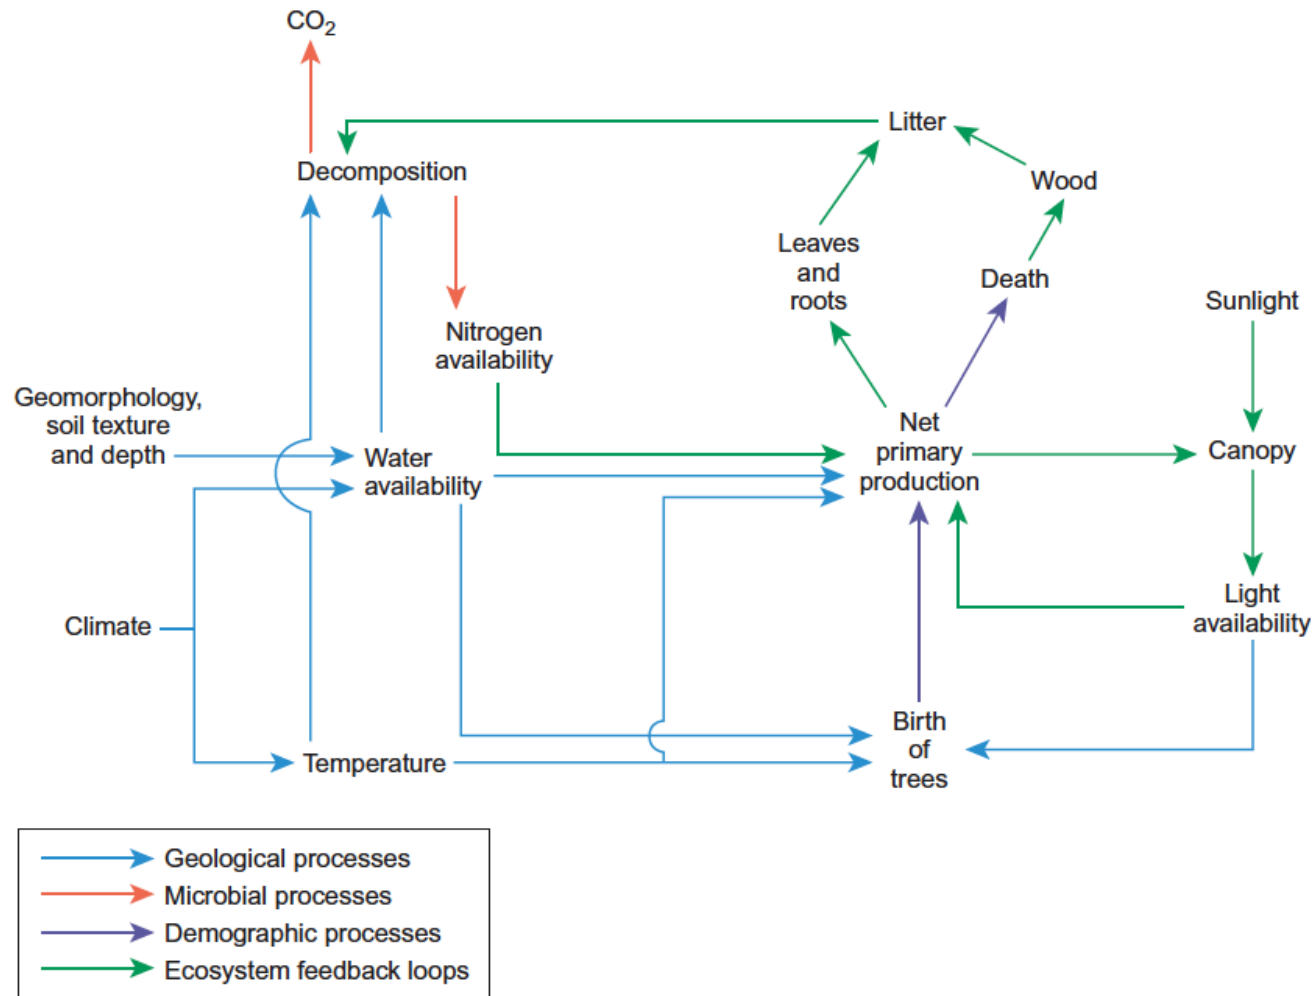 CO2
Litter
Decomposition
Wood
Leaves
and
roots
Death
Sunlight
Nitrogen
availability
Geomorphology,
soil texture
and depth
Net
primary
production
Canopy
Water
availability
Light
availability
Climate
Birth
of
trees
Temperature
Geological processes
Microbial processes
Demographic processes
Ecosystem feedback loops